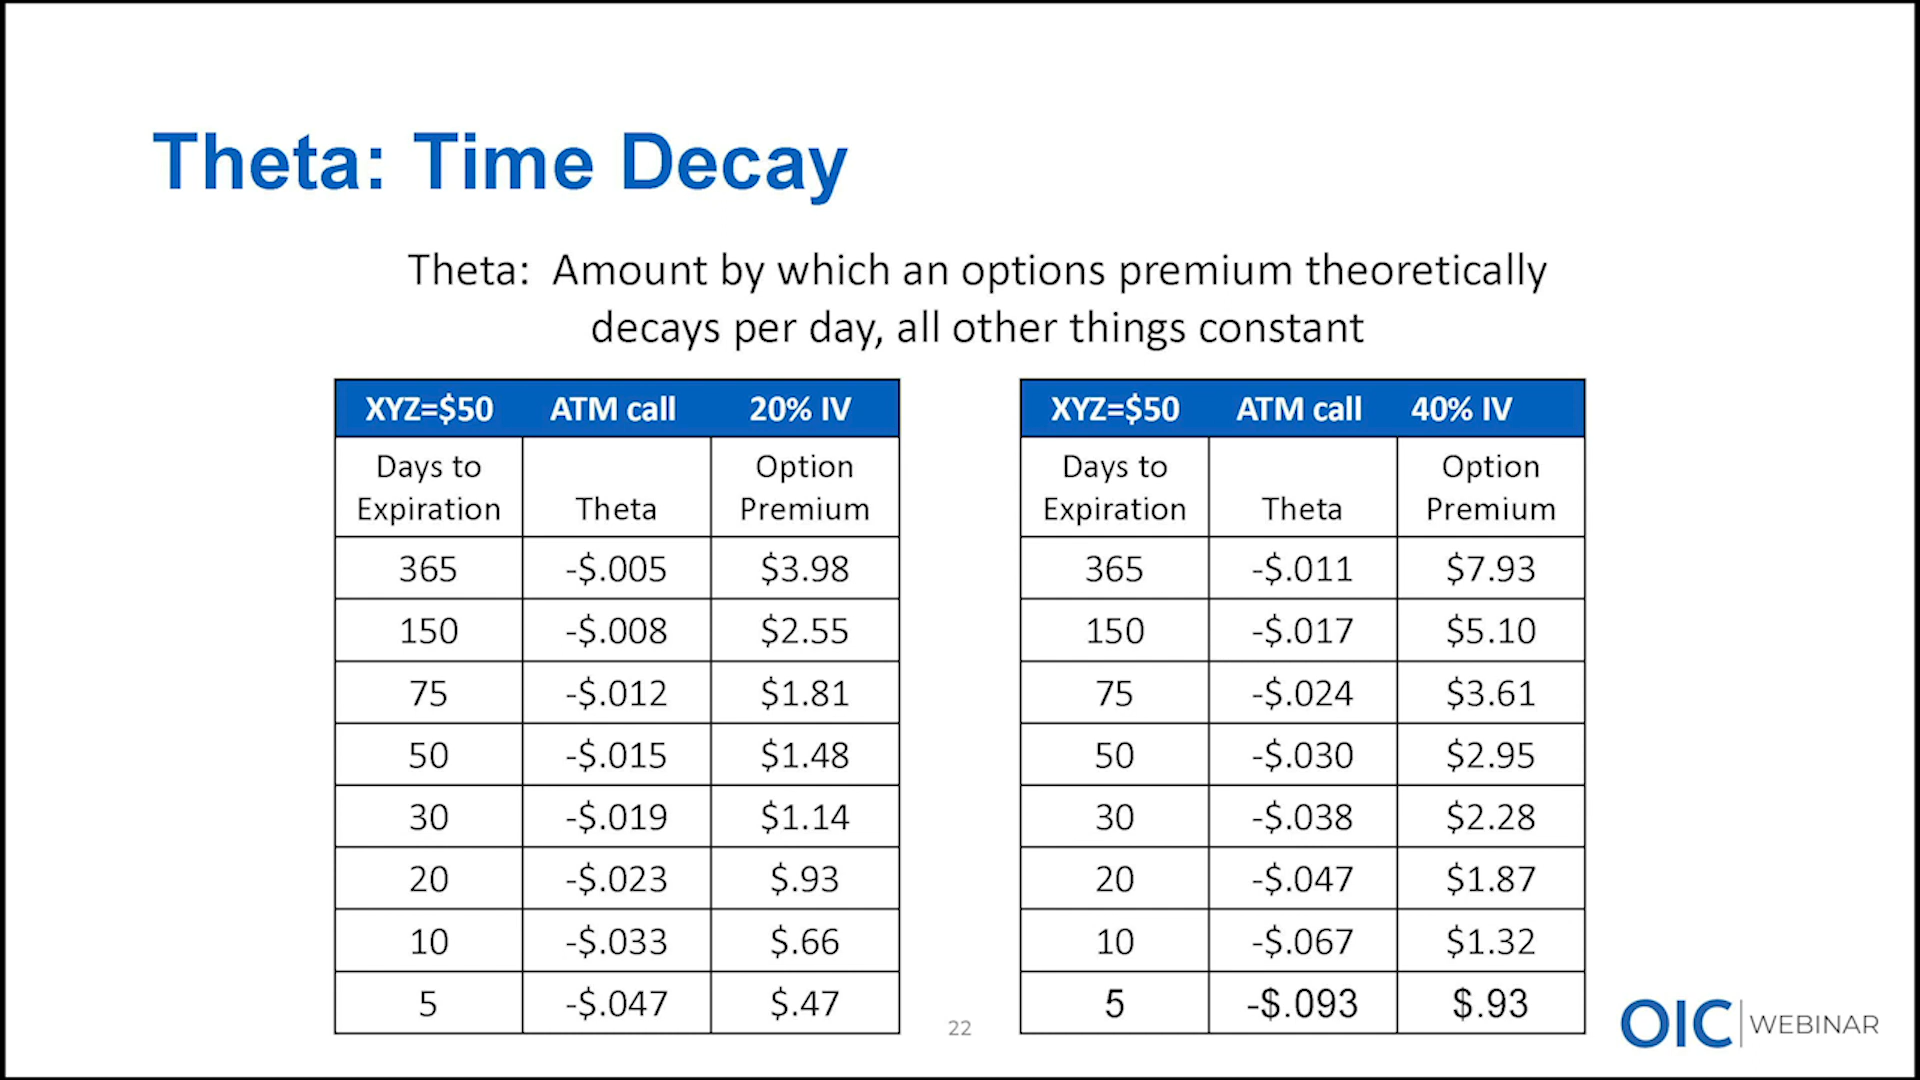 Theta: Time Decay
Theta:  Amount by which an options premium theoretically
decays per day, all other things constant
XYZ=$50 ATM call 20% IV
Days to Expiration Theta Option Premium
365 -$.005 $3.98
150 -$.008 $2.55
75 -$.012 $1.81
50 -$.015 $1.48
30 -$.019 $1.14
20 -$.023 $.93
10 -$.033 $.66
5 -$.047 $.47
XYZ=$50 ATM call 40% IV
Days to Expiration Theta Option Premium
365 -$.011 $7.93
150 -$.017 $5.10
75 -$.024 $3.61
50 -$.030 $2.95
30 -$.038 $2.28
20 -$.047 $1.87
10 -$.067 $1.32
5 -$.093 $.93
22
OIC WEBINAR